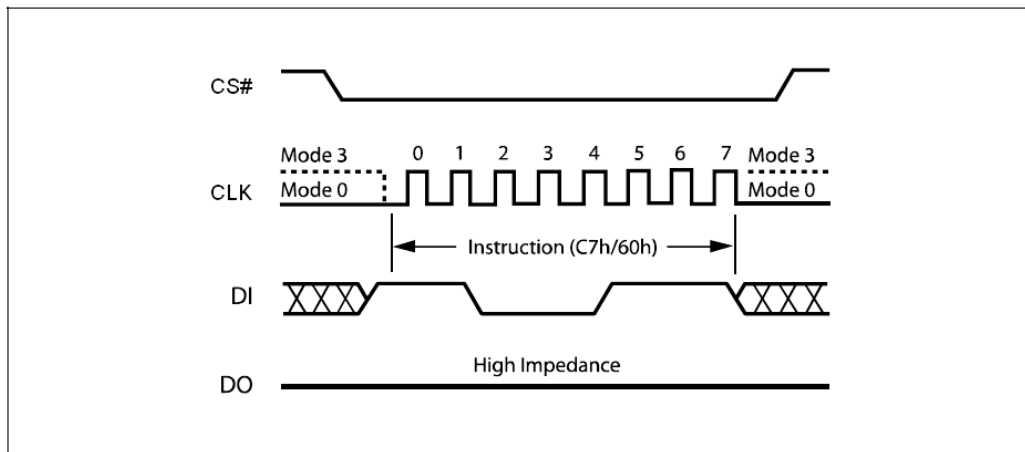 CS#
Mode 3 0 1 2 3 4 5 6 7 Mode 3
CLK Mode 0 Mode 0
Instruction (C7h/60h)
DI
High Impedance
DO